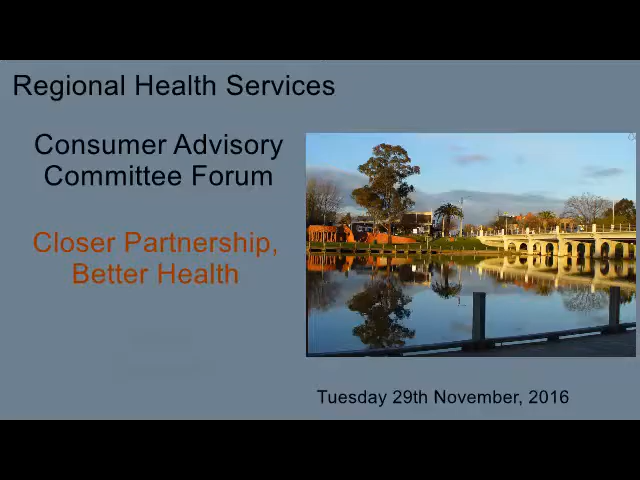 Regional Health Services
Consumer Advisory
Committee Forum
Closer Partnership,
Better Health
Tuesday 29th November, 2016